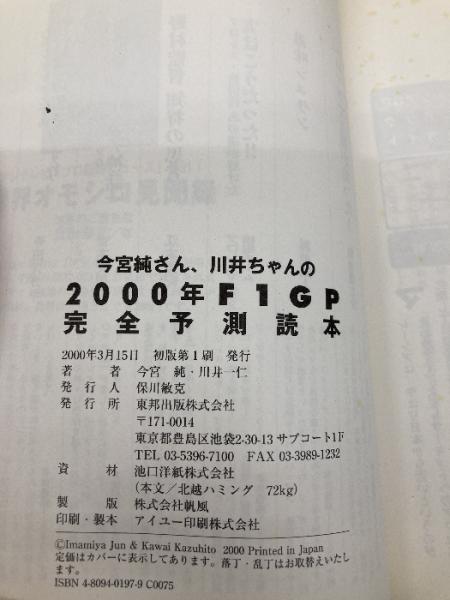 今宮純さん、川井ちゃんの
2000年F1GP
完全予測読本
2000年3月15日 初版第1刷 発行
著者 今宮 純・川井一仁
発行人 保川敏克
発行所 東邦出版株式会社
〒171-0014
東京都豊島区池袋2-30-13 サブコート1F
TEL 03-5396-7100 FAX 03-3989-1232
資材 池口洋紙株式会社
(本文/北越ハミング 72kg)
製版 株式会社帆風
印刷・製本 アイユー印刷株式会社
©Imamiya Jun & Kawai Kazuhito 2000 Printed in Japan
定価はカバーに表示してあります。落丁・乱丁はお取替えいたしま
す。
ISBN 4-8094-0197-9 C0075